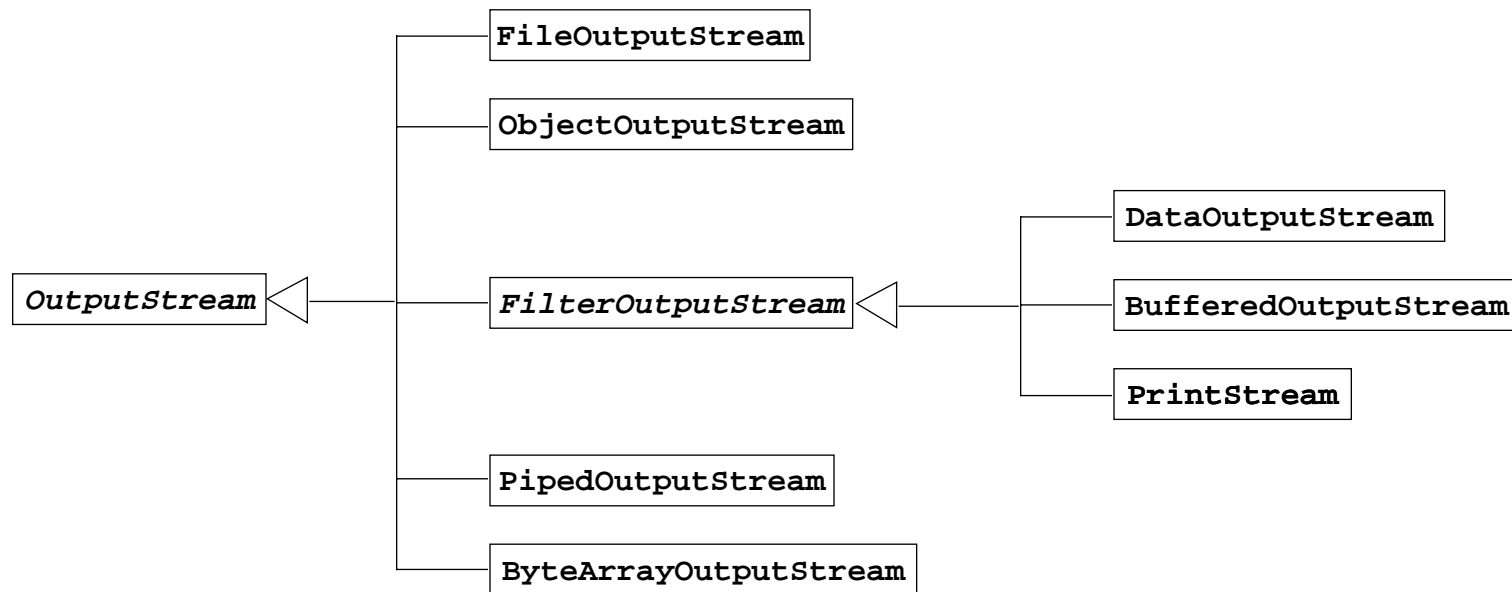 FileOutputStream
ObjectOutputStream
DataOutputStream
OutputStream
FilterOutputStream
BufferedOutputStream
PrintStream
PipedOutputStream
ByteArrayOutputStream